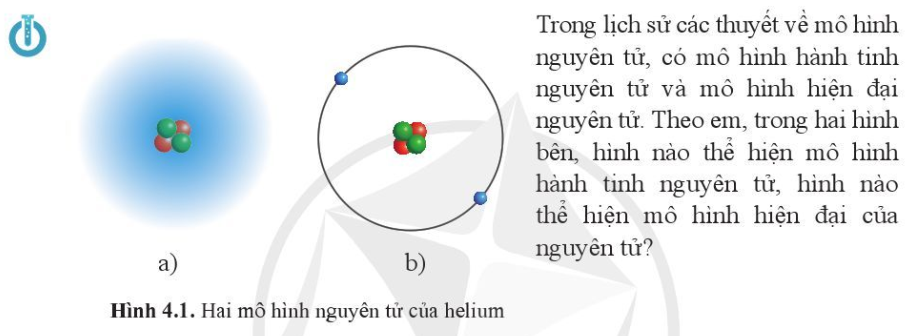 Trong lịch sử các thuyết về mô hình
nguyên tử, có mô hình hành tinh
nguyên tử và mô hình hiện đại
nguyên tử. Theo em, trong hai hình
bên, hình nào thể hiện mô hình
hành tinh nguyên tử, hình nào
thể hiện mô hình hiện đại của
nguyên tử?
a)
b)
Hình 4.1. Hai mô hình nguyên tử của helium